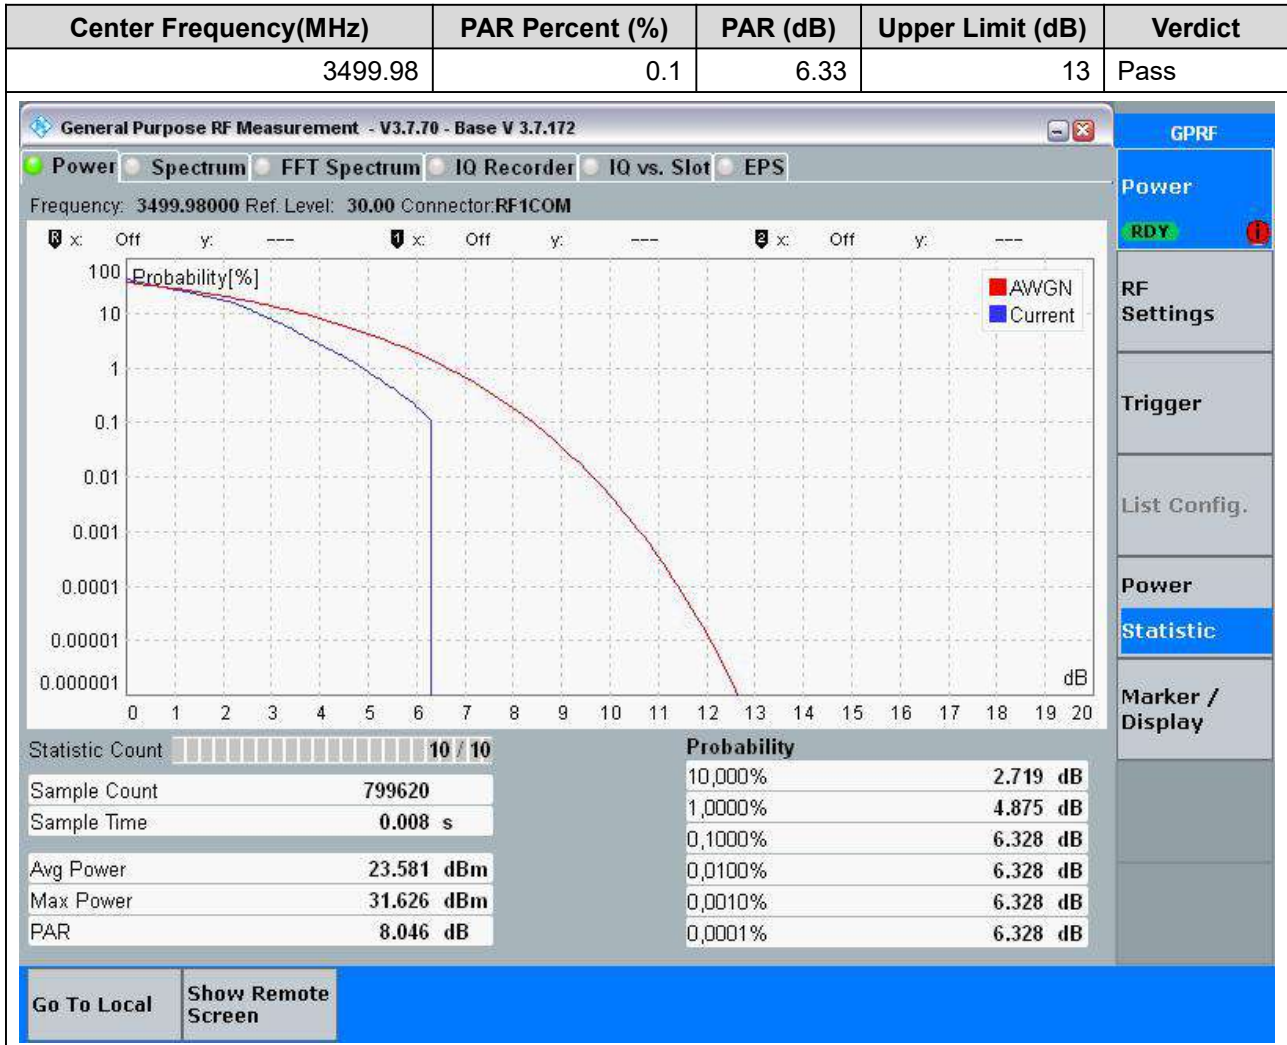 Center Frequency(MHz) PAR Percent (%) PAR (dB) Upper Limit (dB) Verdict
3499.98 0.1 6.33 13 Pass
General Purpose RF Measurement - V3.7.70 - Base V 3.7.172
GPRF
Power Spectrum FFT Spectrum IQ Recorder IQ vs. Slot EPS
Power
RDY
Frequency: 3499.98000 Ref. Level: 30.00 Connector:RF1COM
R x: Off y: --- 1 x: Off y: --- 2 x: Off y: ---
Probability[%]
AWGN
Current
100
10
1
0.1
0.01
0.001
0.0001
0.00001
0.000001
dB
0 1 2 3 4 5 6 7 8 9 10 11 12 13 14 15 16 17 18 19 20
RF
Settings
Trigger
List Config.
Power
Statistic
Marker /
Display
Statistic Count 10 / 10
Sample Count 799620
Sample Time 0.008 s
Avg Power 23.581 dBm
Max Power 31.626 dBm
PAR 8.046 dB
Probability
10,000% 2.719 dB
1,0000% 4.875 dB
0,1000% 6.328 dB
0,0100% 6.328 dB
0,0010% 6.328 dB
0,0001% 6.328 dB
Go To Local
Show Remote
Screen